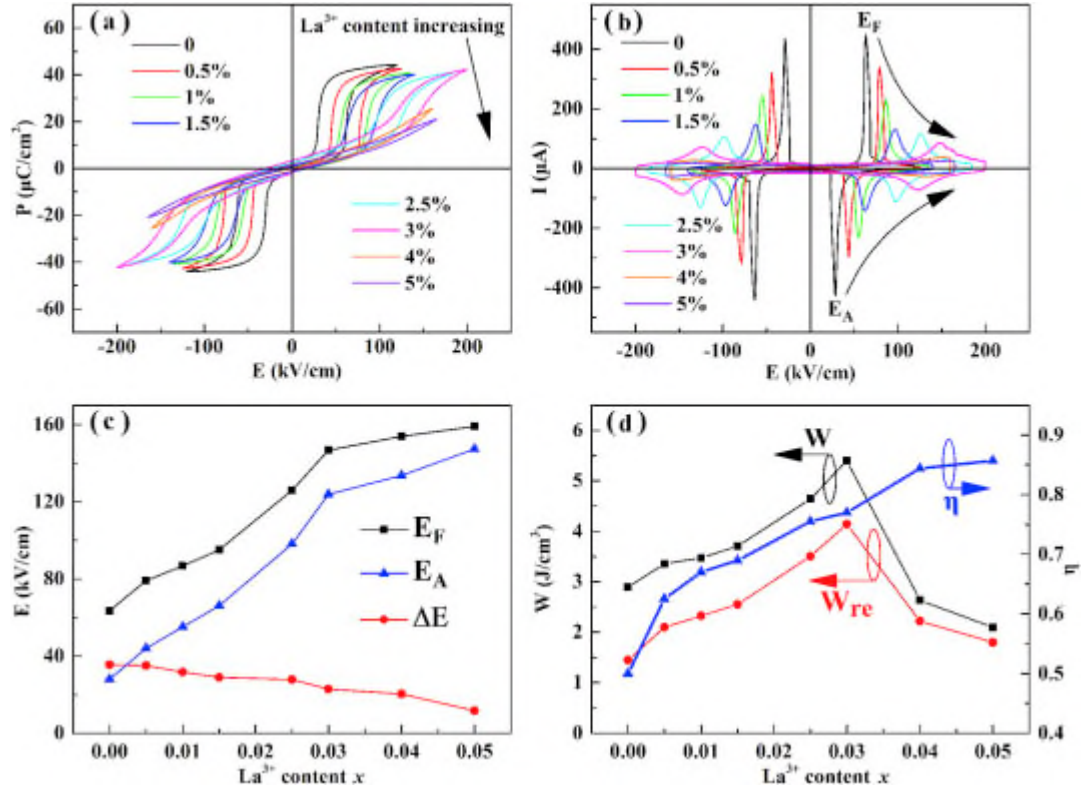 (a)
La³⁺ content increasing
0
0.5%
1%
1.5%
2.5%
3%
4%
5%
60
40
20
0
-20
-40
-60
P (μC/cm²)
-200 -100 0 100 200
E (kV/cm)
(b)
E_F
0
0.5%
1%
1.5%
2.5%
3%
4%
5%
E_A
400
200
0
-200
-400
I (μA)
-200 -100 0 100 200
E (kV/cm)
(c)
E_F
E_A
ΔE
160
120
80
40
0
E (kV/cm)
0.00 0.01 0.02 0.03 0.04 0.05
La³⁺ content x
(d)
W
η
W_re
6
5
4
3
2
1
0
W (J/cm³)
0.9
0.8
0.7
0.6
0.5
0.4
η
0.00 0.01 0.02 0.03 0.04 0.05
La³⁺ content x